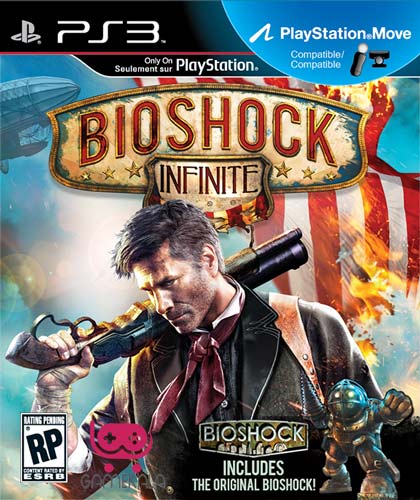 PS3
Only On
Seulement sur PlayStation®
PlayStation®Move
Compatible/
Compatible
BIOSHOCK
INFINITE
RATING PENDING
RP
CONTENT RATED BY
ESRB
GAMENALA
BIOSHOCK
INCLUDES
THE ORIGINAL BIOSHOCK!